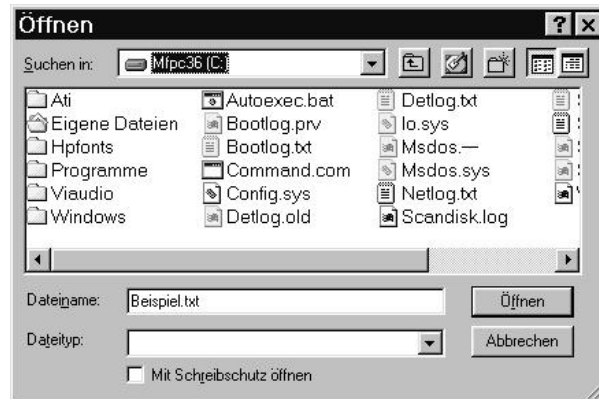 Öffnen
Suchen in: Mfpc36 (C:
Ati Autoexec.bat Detlog.txt
Eigene Dateien Bootlog.prv Io.sys
Hpfonts Bootlog.txt Msdos.—
Programme Command.com Msdos.sys
Viaudio Config.sys Netlog.txt
Windows Detlog.old Scandisk.log
Dateiname: Beispiel.txt Öffnen
Dateityp: Abbrechen
Mit Schreibschutz öffnen